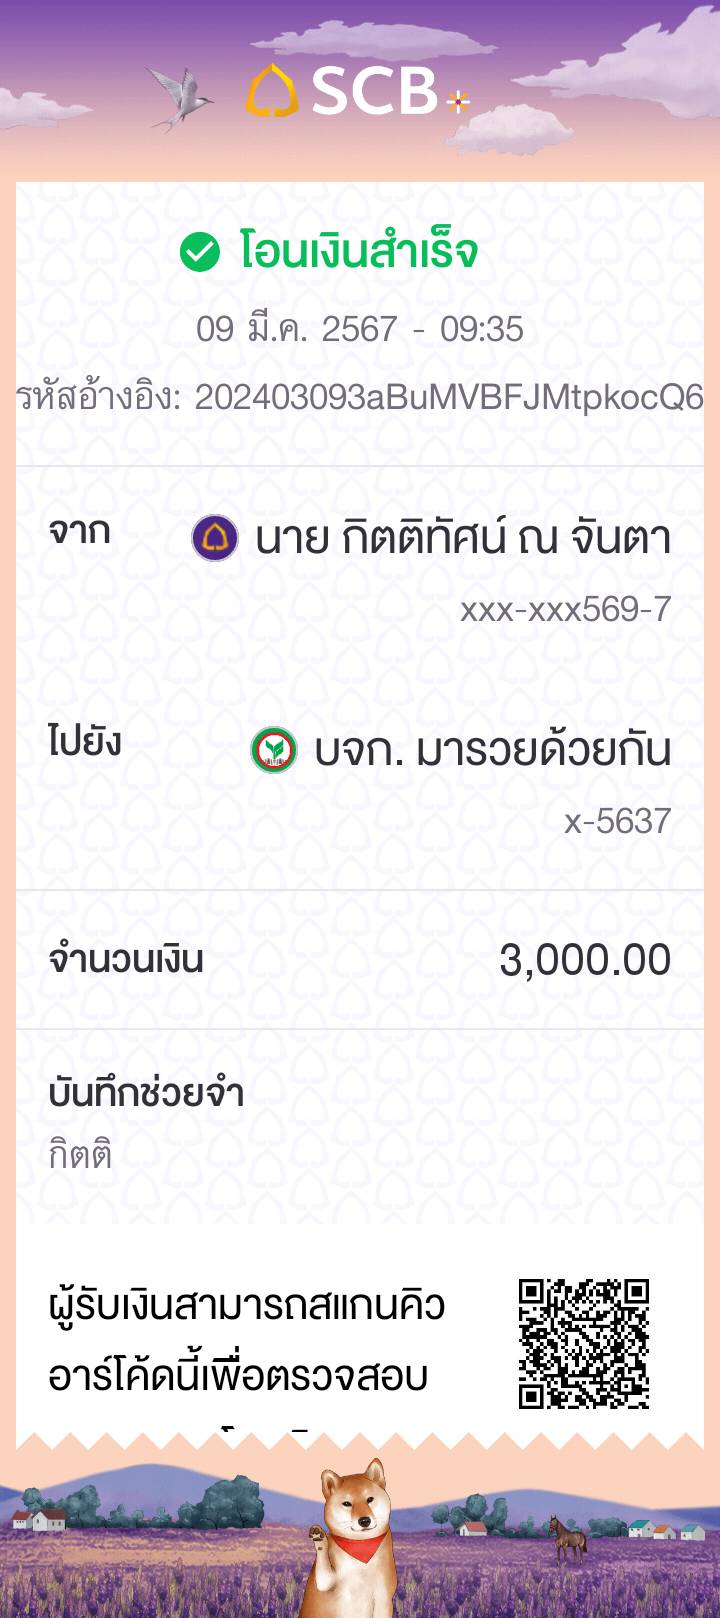 SCB
โอนเงินสำเร็จ
09 มี.ค. 2567 - 09:35
รหัสอ้างอิง: 202403093aBuMVBFJMtpkocQ6
จาก
นาย กิตติทัศน์ ณ จันตา
xxx-xxx569-7
ไปยัง
บจก. มารวยด้วยกัน
x-5637
จำนวนเงิน
3,000.00
บันทึกช่วยจำ
กิตติ
ผู้รับเงินสามารถสแกนคิว
อาร์โค้ดนี้เพื่อตรวจสอบ